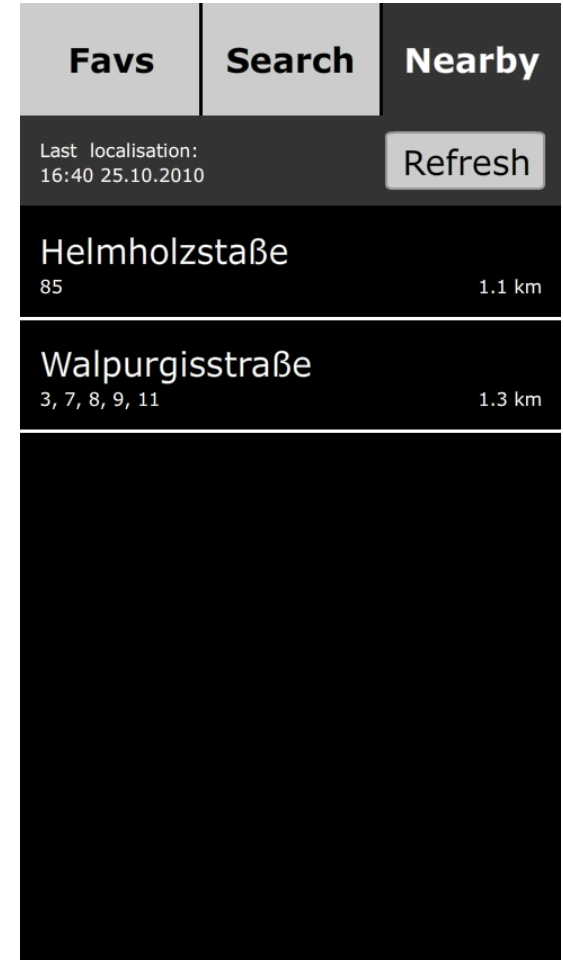 Favs Search Nearby
Last localisation:
16:40 25.10.2010
Refresh
Helmholzstaße
85 1.1 km
Walpurgisstraße
3, 7, 8, 9, 11 1.3 km